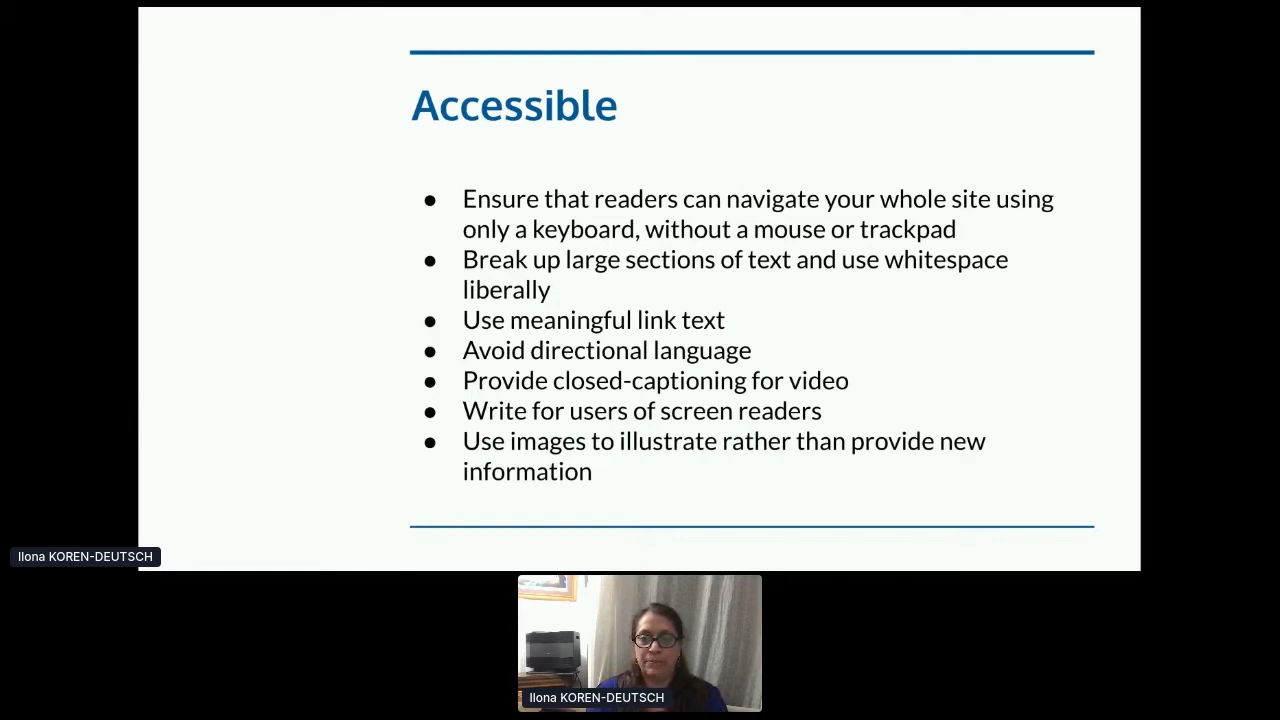 Accessible
● Ensure that readers can navigate your whole site using
only a keyboard, without a mouse or trackpad
● Break up large sections of text and use whitespace
liberally
● Use meaningful link text
● Avoid directional language
● Provide closed-captioning for video
● Write for users of screen readers
● Use images to illustrate rather than provide new
information
Ilona KOREN-DEUTSCH
Ilona KOREN-DEUTSCH